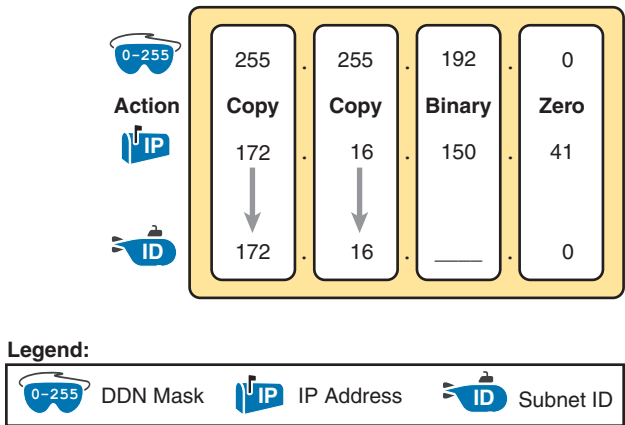 0-255 255 . 255 . 192 . 0
Action Copy Copy Binary Zero
IP 172 . 16 . 150 . 41
ID 172 . 16 . ____ . 0
Legend:
0-255 DDN Mask IP IP Address ID Subnet ID